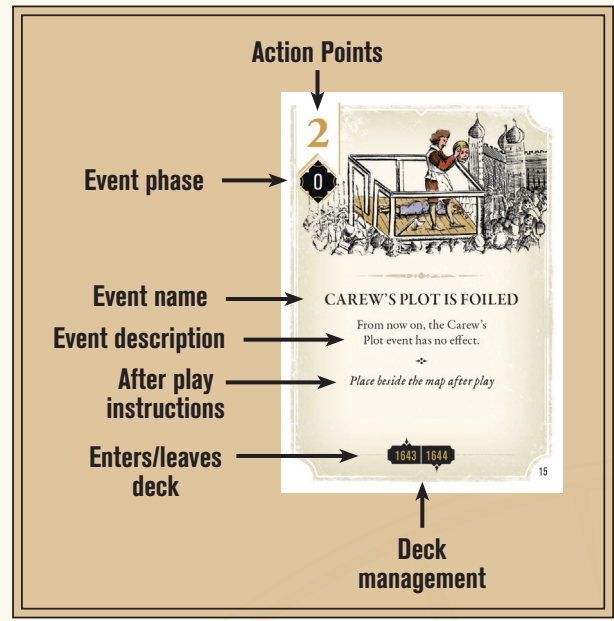 Action Points
2
Event phase
0
Event name
CAREW'S PLOT IS FOILED
Event description
From now on, the Carew's
Plot event has no effect.
After play
instructions
Place beside the map after play
Enters/leaves
deck
1643 1644
15
Deck
management